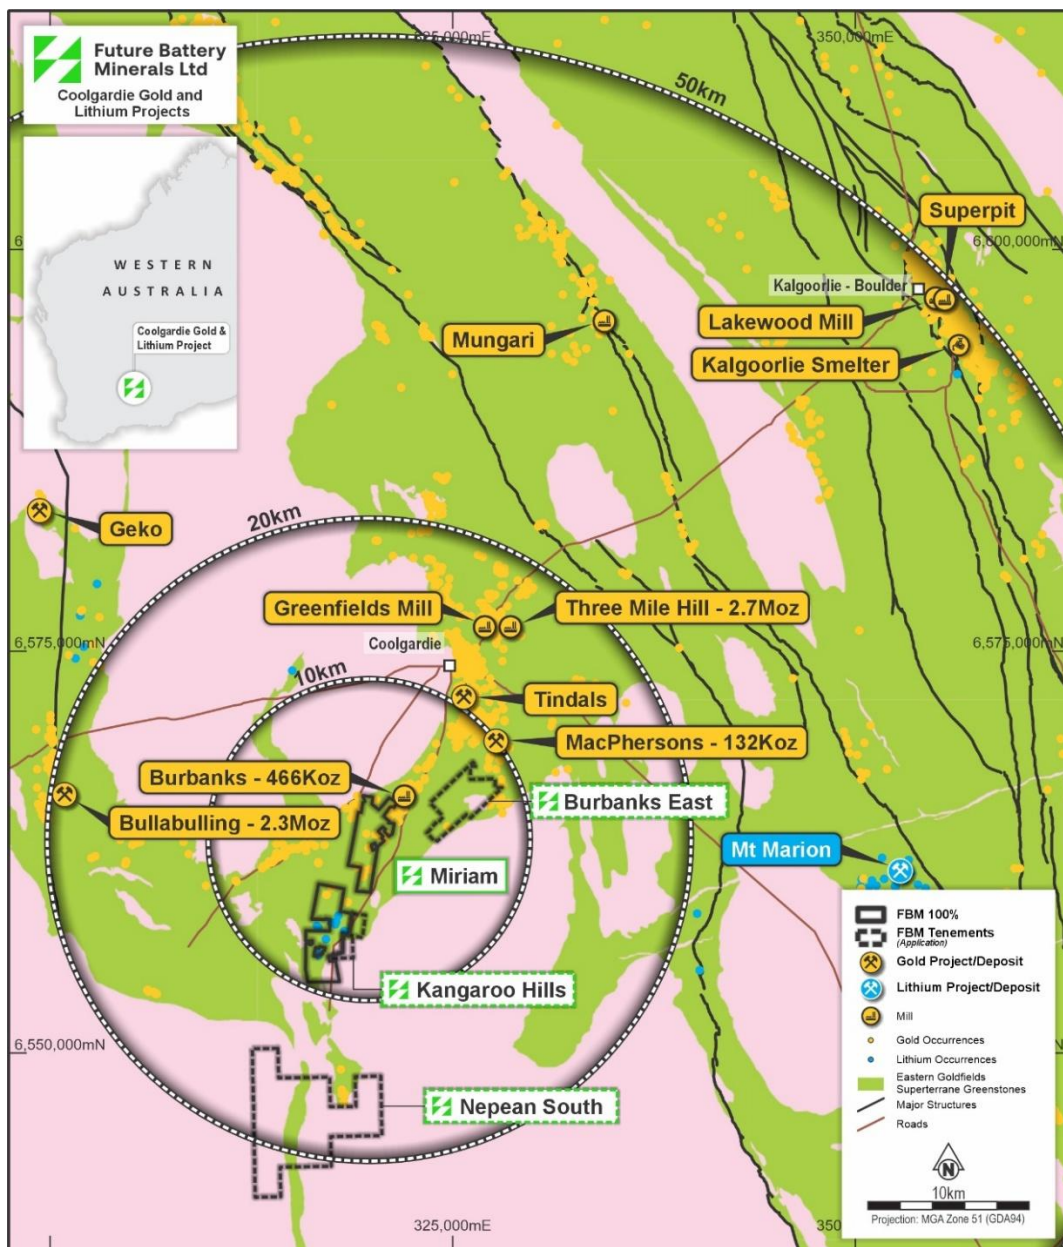 Future Battery
Minerals Ltd
Coolgardie Gold and
Lithium Projects
325,000mE
350,000mE
50km
WESTERN
AUSTRALIA
Coolgardie Gold &
Lithium Project
Superpit
6,600,000mN
Kalgoorlie - Boulder
Lakewood Mill
Mungari
Kalgoorlie Smelter
Geko
20km
Greenfields Mill
Three Mile Hill - 2.7Moz
Coolgardie
6,575,000mN
6,575,000mN
10km
Tindals
MacPhersons - 132Koz
Burbanks - 466Koz
Burbanks East
Bullabulling - 2.3Moz
Mt Marion
Miriam
Kangaroo Hills
6,550,000mN
Nepean South
325,000mE
FBM 100%
FBM Tenements
(Application)
Gold Project/Deposit
Lithium Project/Deposit
Mill
Gold Occurrences
Lithium Occurrences
Eastern Goldfields
Superterrane Greenstones
Major Structures
Roads
N
10km
Projection: MGA Zone 51 (GDA94)